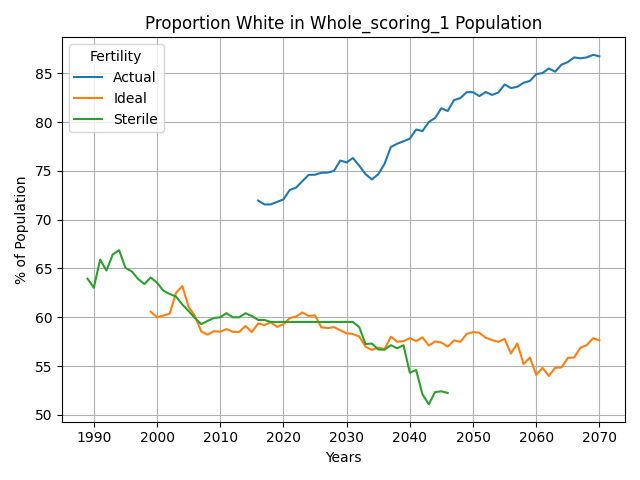 Proportion White in Whole_scoring_1 Population
Fertility
Actual
Ideal
Sterile
% of Population
85
80
75
70
65
60
55
50
1990 2000 2010 2020 2030 2040 2050 2060 2070
Years